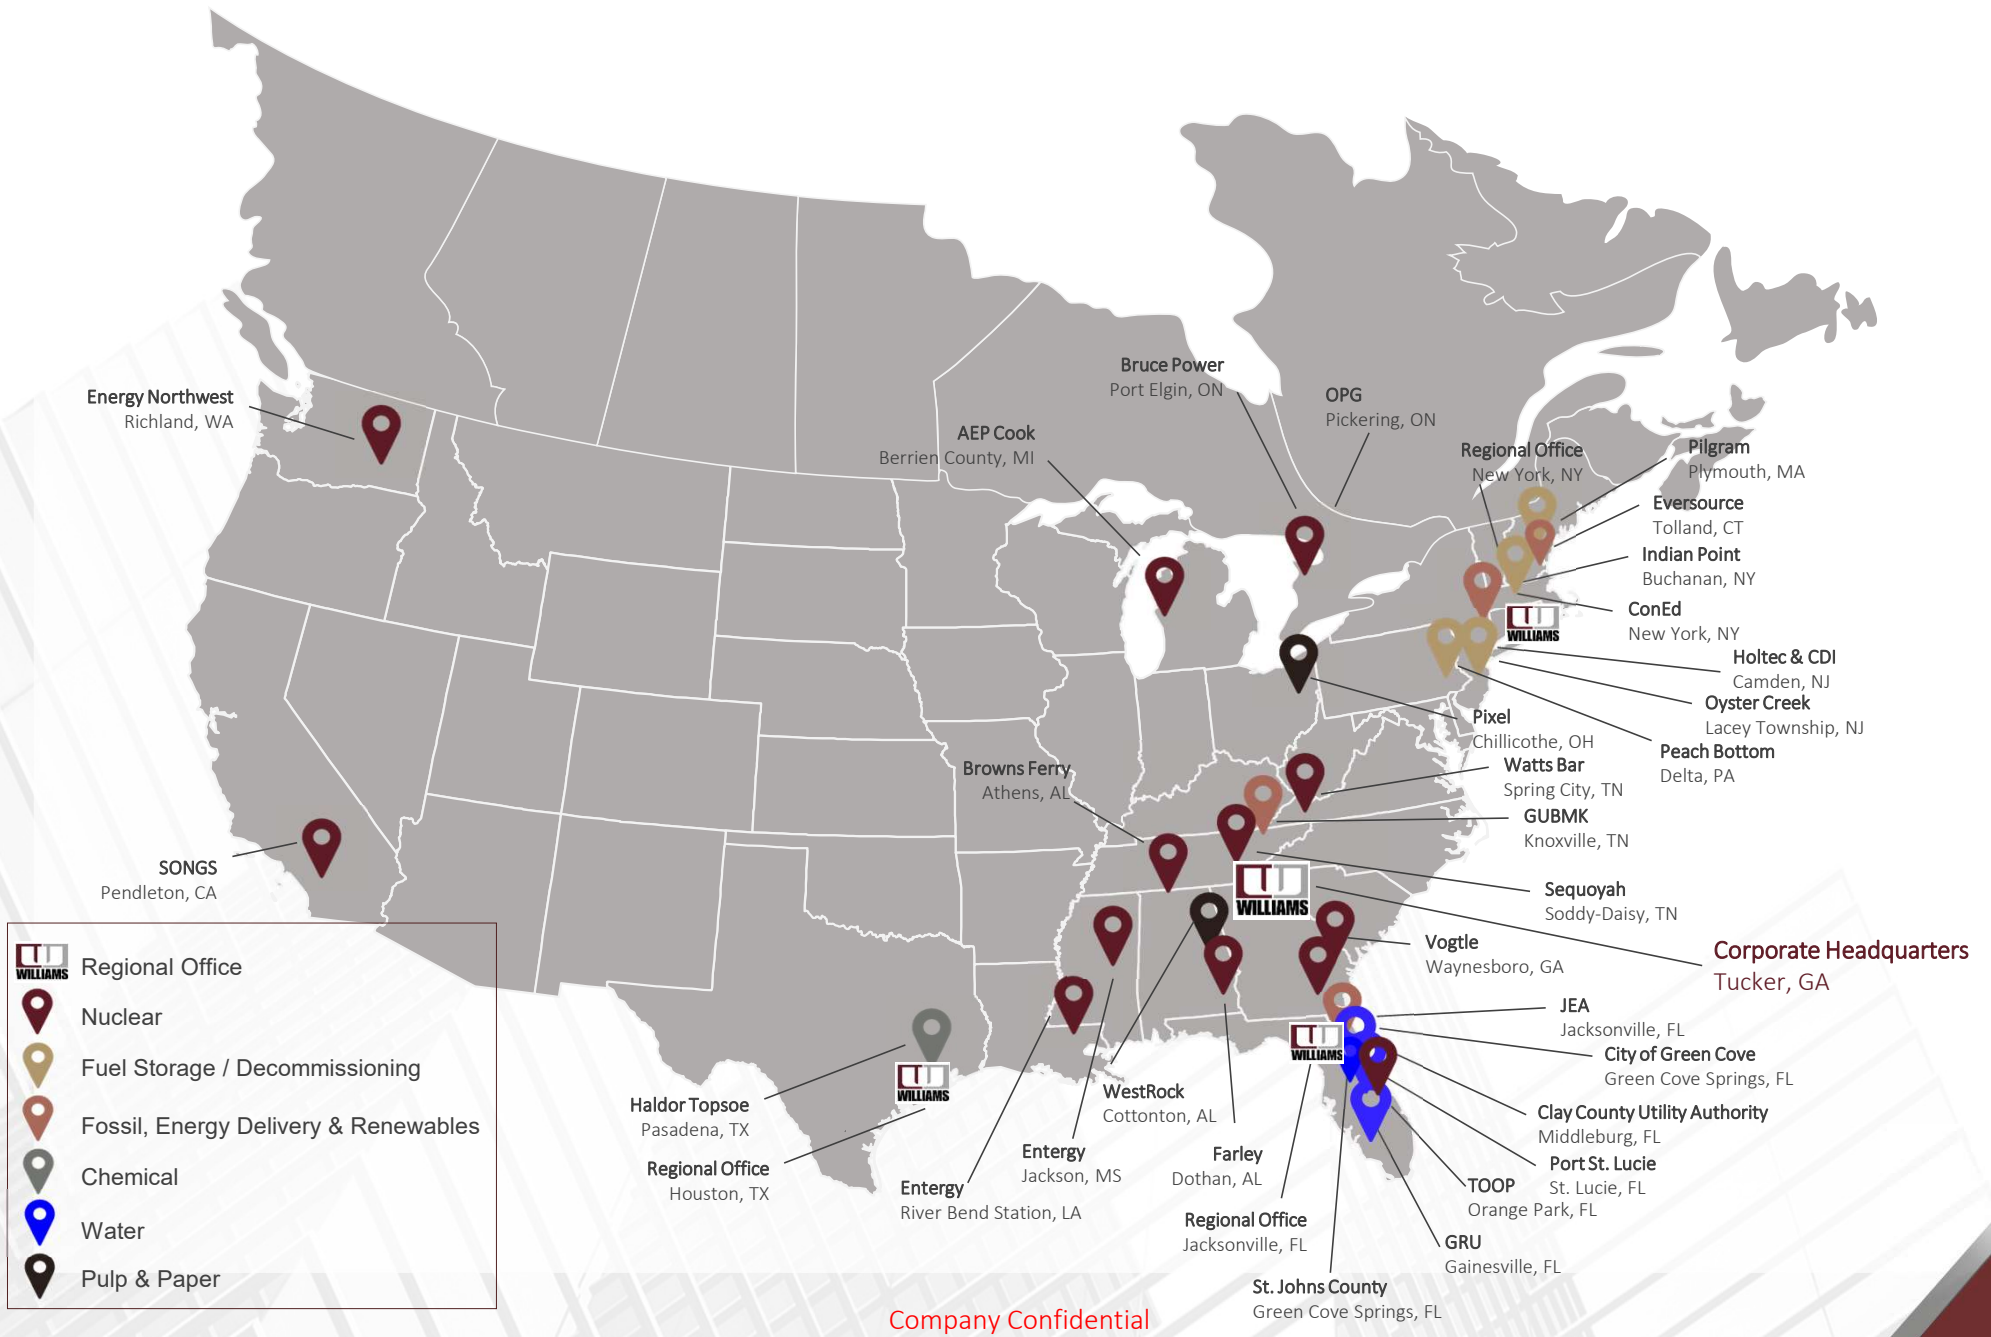 Bruce Power
Port Elgin, ON
OPG
Pickering, ON
Energy Northwest
Richland, WA
AEP Cook
Berrien County, MI
Regional Office
New York, NY
Pilgram
Plymouth, MA
Eversource
Tolland, CT
Indian Point
Buchanan, NY
ConEd
New York, NY
WILLIAMS
Holtec & CDI
Camden, NJ
Oyster Creek
Lacey Township, NJ
Pixel
Chillicothe, OH
Peach Bottom
Delta, PA
Browns Ferry
Athens, AL
Watts Bar
Spring City, TN
GUBMK
Knoxville, TN
SONGS
Pendleton, CA
Sequoyah
Soddy-Daisy, TN
WILLIAMS
Vogtle
Waynesboro, GA
Corporate Headquarters
Tucker, GA
WILLIAMS
Regional Office
Nuclear
Fuel Storage / Decommissioning
Fossil, Energy Delivery & Renewables
Chemical
Water
Pulp & Paper
JEA
Jacksonville, FL
WILLIAMS
City of Green Cove
Green Cove Springs, FL
WILLIAMS
Haldor Topsoe
Pasadena, TX
WestRock
Cottonton, AL
Clay County Utility Authority
Middleburg, FL
Regional Office
Houston, TX
Entergy
Jackson, MS
Farley
Dothan, AL
Port St. Lucie
St. Lucie, FL
Entergy
River Bend Station, LA
TOOP
Orange Park, FL
Regional Office
Jacksonville, FL
GRU
Gainesville, FL
St. Johns County
Green Cove Springs, FL
Company Confidential